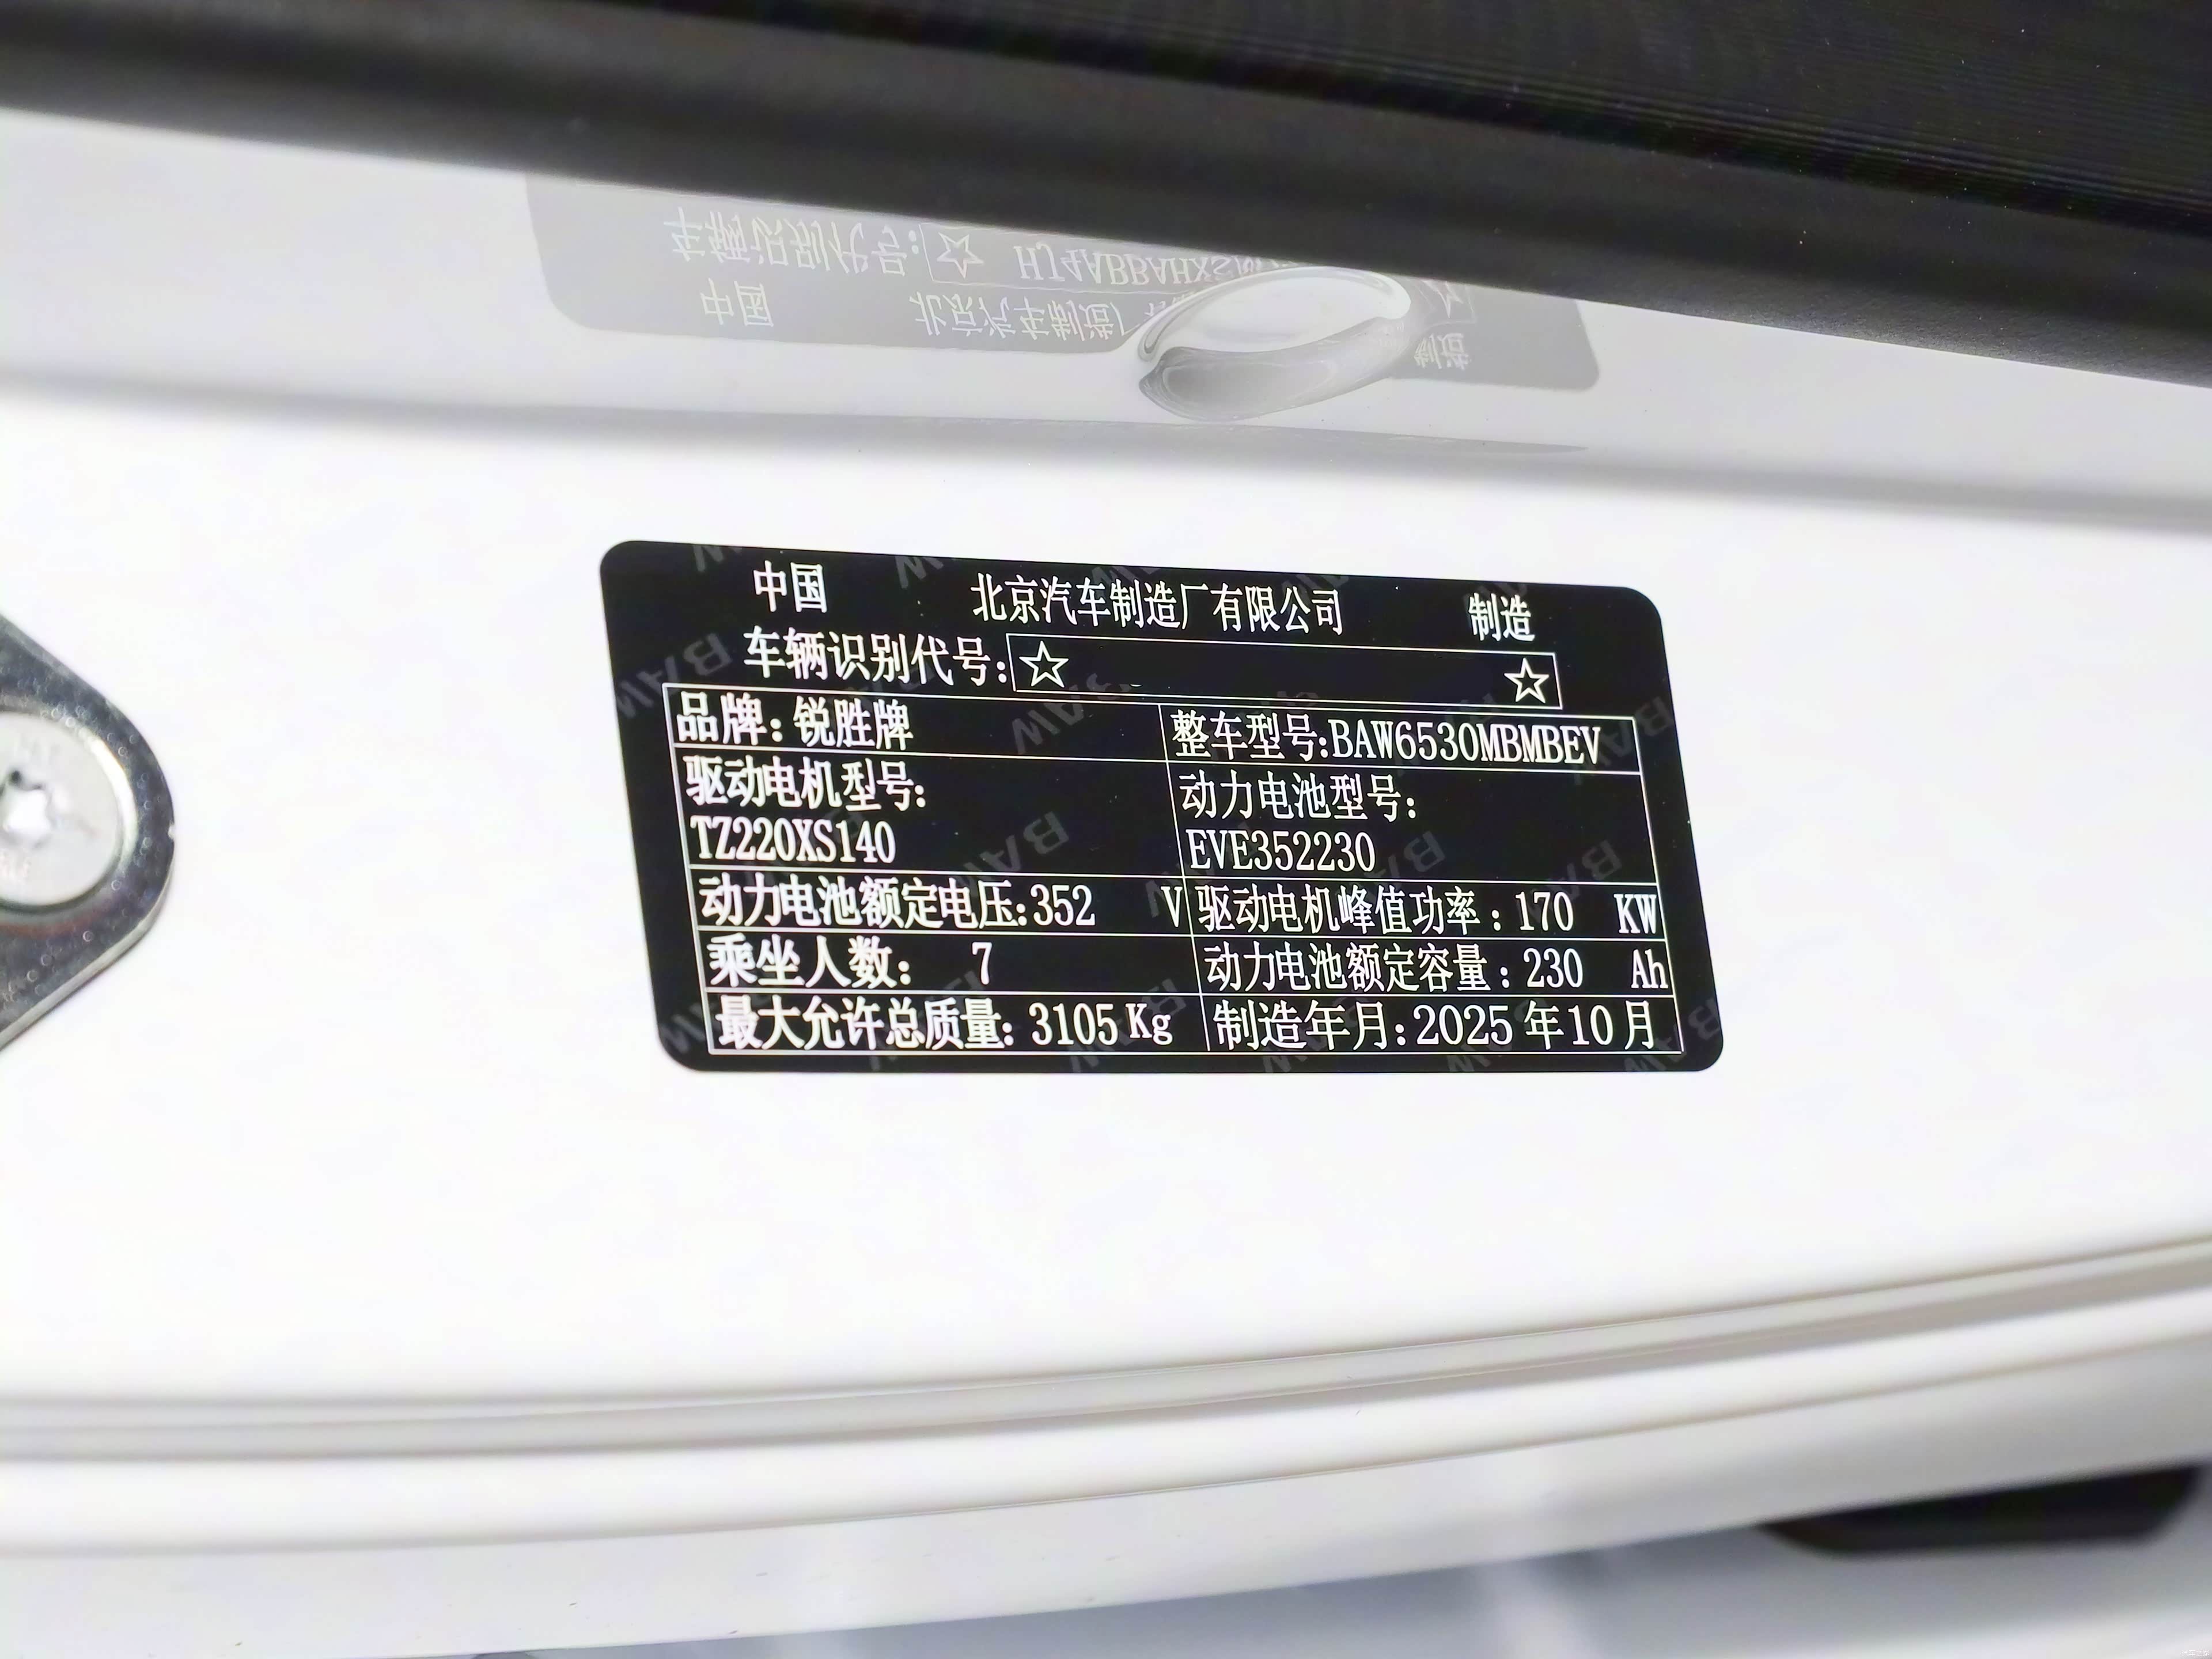 中国 北京汽车制造厂有限公司 制造
车辆识别代号:☆ ☆
品牌:锐胜牌 整车型号:BAW6530MBMBEV
驱动电机型号: 动力电池型号:
TZ220XS140 EVE352230
动力电池额定电压:352 V 驱动电机峰值功率:170 KW
乘坐人数: 7 动力电池额定容量:230 Ah
最大允许总质量:3105Kg 制造年月:2025年10月